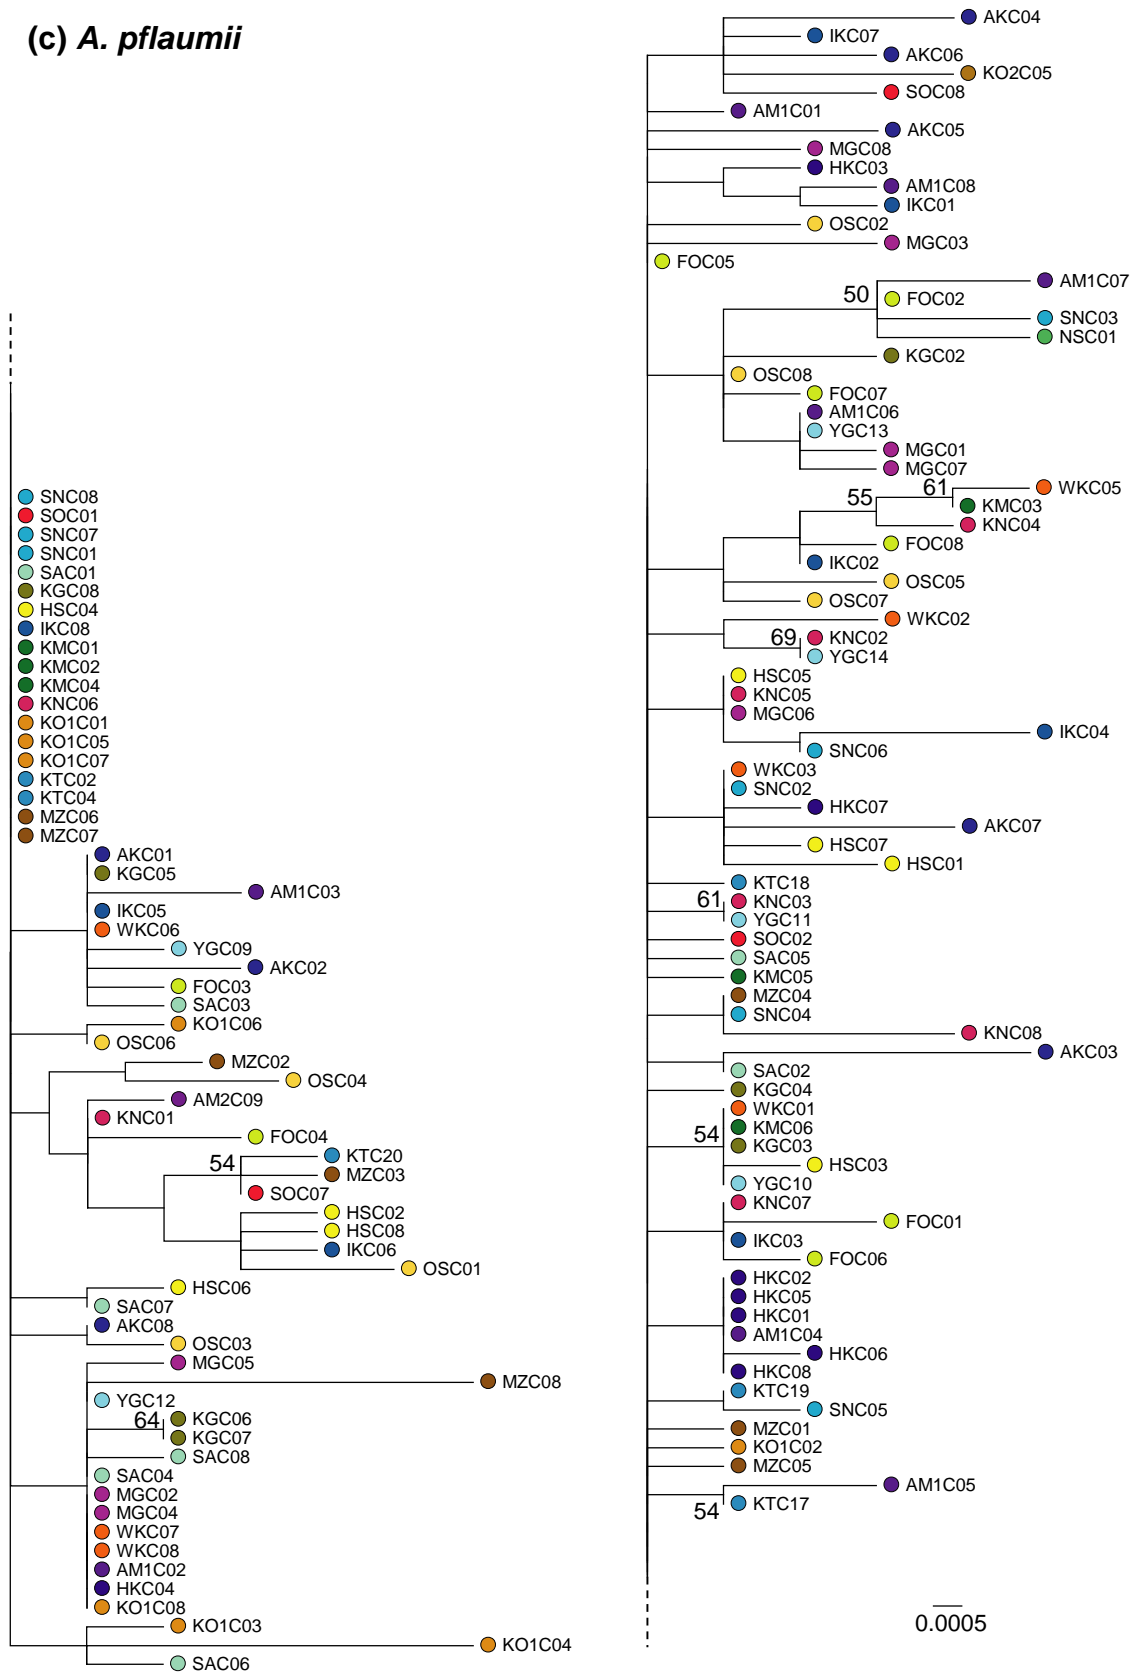 (c) A. pflaumii
SNC08
SOC01
SNC07
SNC01
SAC01
KGC08
HSC04
IKC08
KMC01
KMC02
KMC04
KNC06
KO1C01
KO1C05
KO1C07
KTC02
KTC04
MZC06
MZC07
AKC01
KGC05
AM1C03
IKC05
WKC06
YGC09
AKC02
FOC03
SAC03
KO1C06
OSC06
MZC02
OSC04
AM2C09
KNC01
FOC04
54
KTC20
MZC03
SOC07
HSC02
HSC08
IKC06
OSC01
HSC06
SAC07
AKC08
OSC03
MGC05
MZC08
YGC12
64
KGC06
KGC07
SAC08
SAC04
MGC02
MGC04
WKC07
WKC08
AM1C02
HKC04
KO1C08
KO1C03
KO1C04
SAC06
AKC04
IKC07
AKC06
KO2C05
SOC08
AM1C01
AKC05
MGC08
HKC03
AM1C08
IKC01
OSC02
MGC03
FOC05
AM1C07
50
FOC02
SNC03
NSC01
KGC02
OSC08
FOC07
AM1C06
YGC13
MGC01
MGC07
61
WKC05
55
KMC03
KNC04
FOC08
IKC02
OSC05
OSC07
WKC02
69
KNC02
YGC14
HSC05
KNC05
MGC06
IKC04
SNC06
WKC03
SNC02
HKC07
AKC07
HSC07
HSC01
KTC18
61
KNC03
YGC11
SOC02
SAC05
KMC05
MZC04
SNC04
KNC08
AKC03
SAC02
KGC04
WKC01
54
KMC06
KGC03
HSC03
YGC10
KNC07
FOC01
IKC03
FOC06
HKC02
HKC05
HKC01
AM1C04
HKC06
HKC08
KTC19
SNC05
MZC01
KO1C02
MZC05
AM1C05
54
KTC17
0.0005